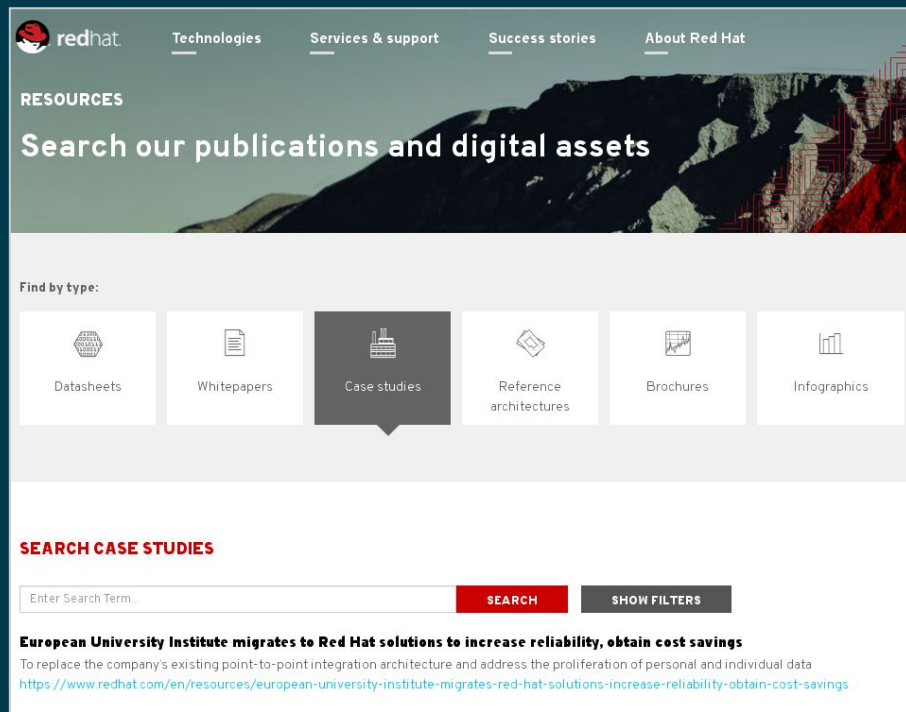 redhat.
Technologies Services & support Success stories About Red Hat
RESOURCES
Search our publications and digital assets
Find by type:
Datasheets
Whitepapers
Case studies
Reference
architectures
Brochures
Infographics
SEARCH CASE STUDIES
Enter Search Term... SEARCH SHOW FILTERS
European University Institute migrates to Red Hat solutions to increase reliability, obtain cost savings
To replace the company's existing point-to-point integration architecture and address the proliferation of personal and individual data
https://www.redhat.com/en/resources/european-university-institute-migrates-red-hat-solutions-increase-reliability-obtain-cost-savings